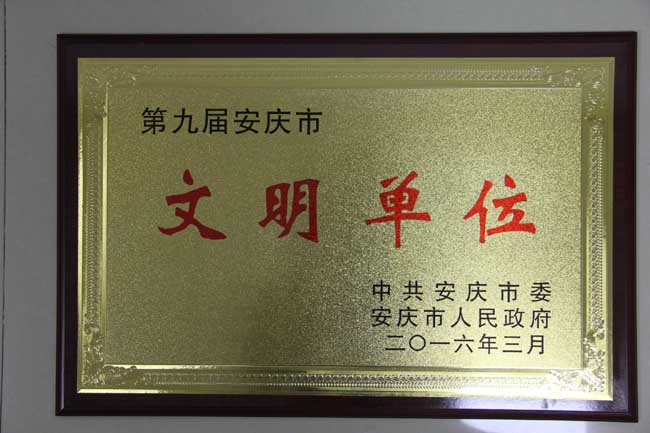 第九届安庆市
文明单位
中共安庆市委
安庆市人民政府
二〇一六年三月